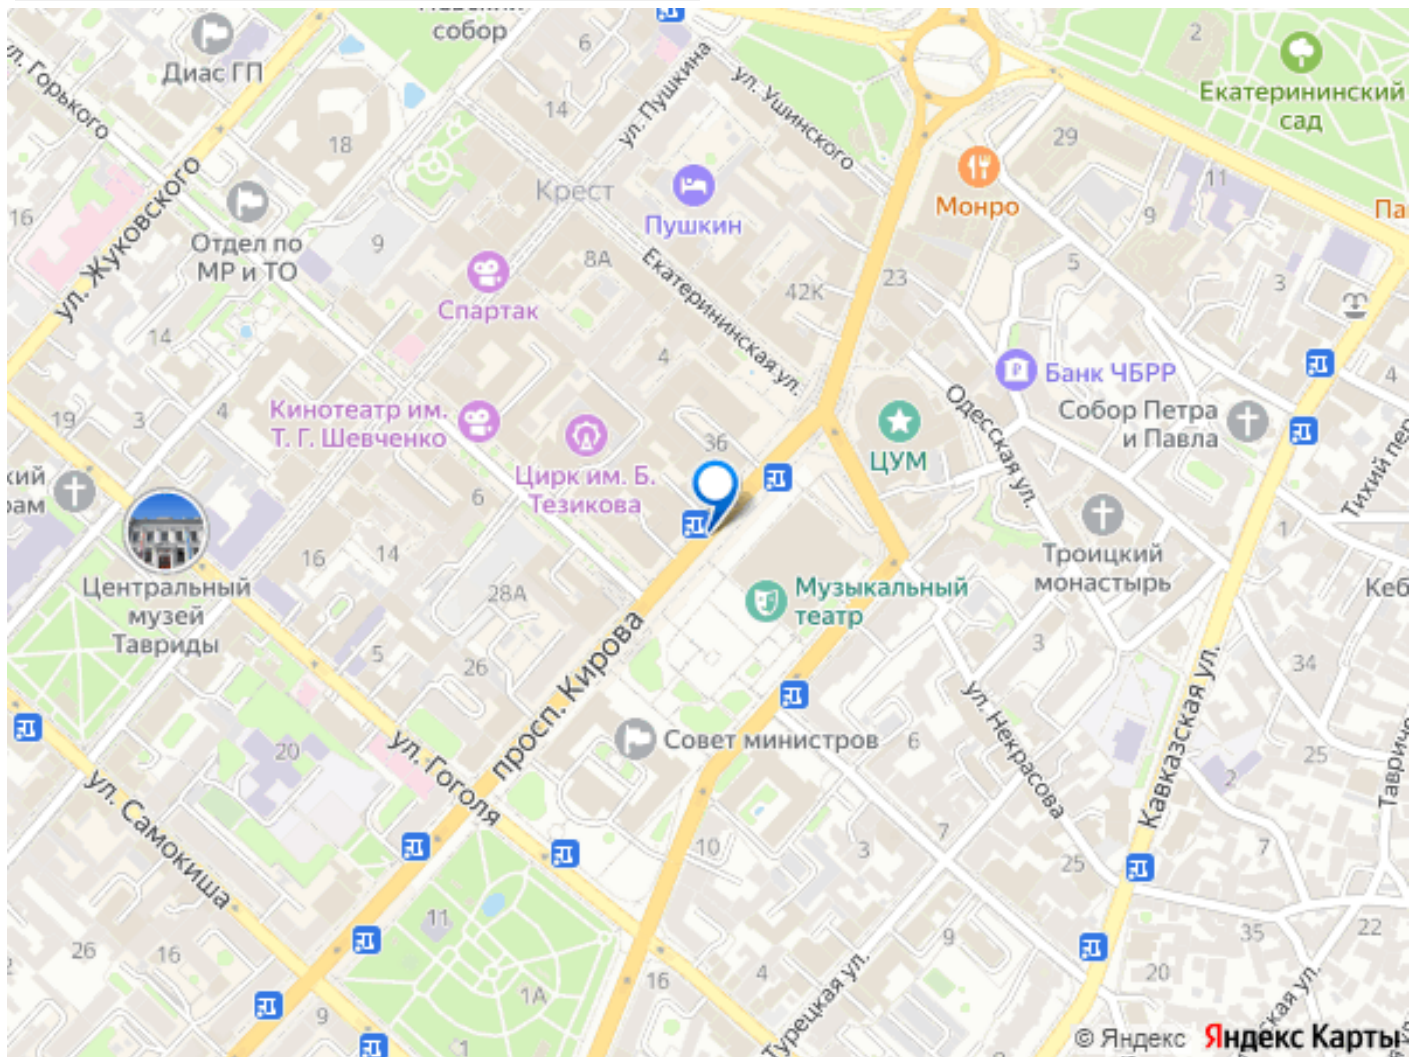 собор
Диас ГП
ул. Горького
6
14
18
ул. Пушкина
ул. Ушинского
2
Екатерининский
сад
29
Монро
11
9
Крест
Пушкин
16
ул. Жуковского
Отдел по
МР и ТО
9
Спартак
8А
Екатерининская ул.
42К
23
5
3
14
4
Банк ЧБРР
4
Собор Петра
и Павла
Одесская ул.
19
3
4
Кинотеатр им.
Т. Г. Шевченко
Цирк им. Б.
Тезикова
36
ЦУМ
6
Троицкий
монастырь
16
14
28А
Центральный
музей
Тавриды
Музыкальный
театр
5
26
просп. Кирова
3
34
Кавказская ул.
20
ул. Гоголя
Совет министров
6
ул. Некрасова
25
2
ул. Самокиша
10
3
7
25
7
11
26
16
9
35
22
1А
16
4
20
9
1
Турецкая ул.
© Яндекс Яндекс Карты